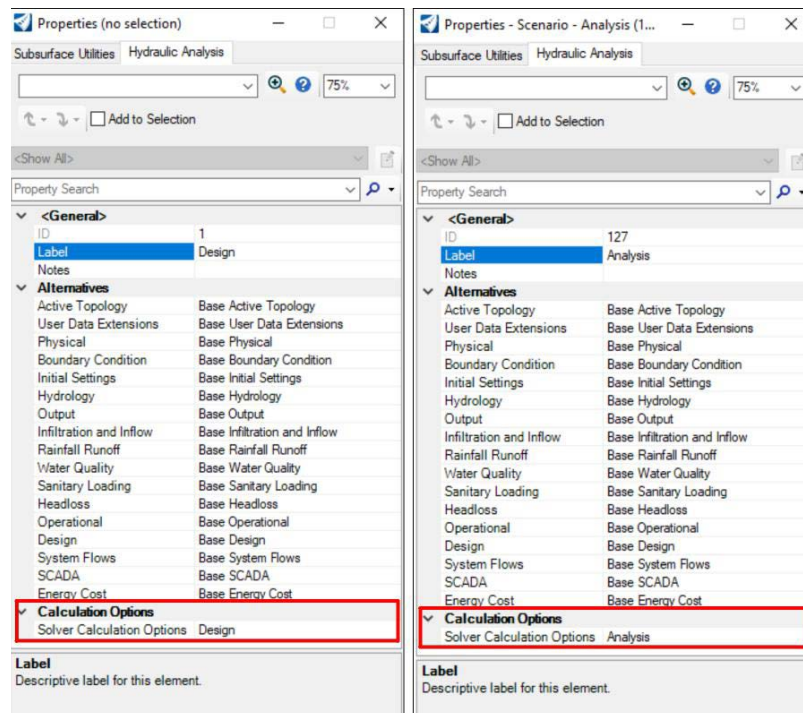 Properties (no selection)
Subsurface Utilities Hydraulic Analysis
75%
Add to Selection
<Show All>
Property Search
<General>
ID 1
Label Design
Notes
Alternatives
Active Topology Base Active Topology
User Data Extensions Base User Data Extensions
Physical Base Physical
Boundary Condition Base Boundary Condition
Initial Settings Base Initial Settings
Hydrology Base Hydrology
Output Base Output
Infiltration and Inflow Base Infiltration and Inflow
Rainfall Runoff Base Rainfall Runoff
Water Quality Base Water Quality
Sanitary Loading Base Sanitary Loading
Headloss Base Headloss
Operational Base Operational
Design Base Design
System Flows Base System Flows
SCADA Base SCADA
Energy Cost Base Energy Cost
Calculation Options
Solver Calculation Options Design
Label
Descriptive label for this element.
Properties - Scenario - Analysis (1...
Subsurface Utilities Hydraulic Analysis
75%
Add to Selection
<Show All>
Property Search
<General>
ID 127
Label Analysis
Notes
Alternatives
Active Topology Base Active Topology
User Data Extensions Base User Data Extensions
Physical Base Physical
Boundary Condition Base Boundary Condition
Initial Settings Base Initial Settings
Hydrology Base Hydrology
Output Base Output
Infiltration and Inflow Base Infiltration and Inflow
Rainfall Runoff Base Rainfall Runoff
Water Quality Base Water Quality
Sanitary Loading Base Sanitary Loading
Headloss Base Headloss
Operational Base Operational
Design Base Design
System Flows Base System Flows
SCADA Base SCADA
Energy Cost Base Energy Cost
Calculation Options
Solver Calculation Options Analysis
Label
Descriptive label for this element.